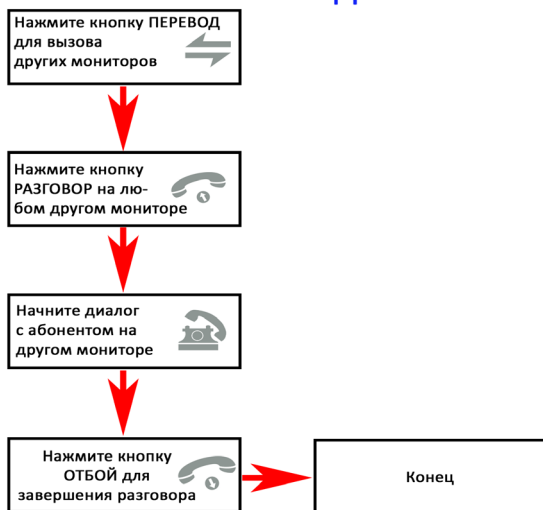 Нажмите кнопку ПЕРЕВОД
для вызова
других мониторов
Нажмите кнопку
РАЗГОВОР на лю-
бом другом мониторе
Начните диалог
с абонентом на
другом мониторе
Нажмите кнопку
ОТБОЙ для
завершения разговора
Конец